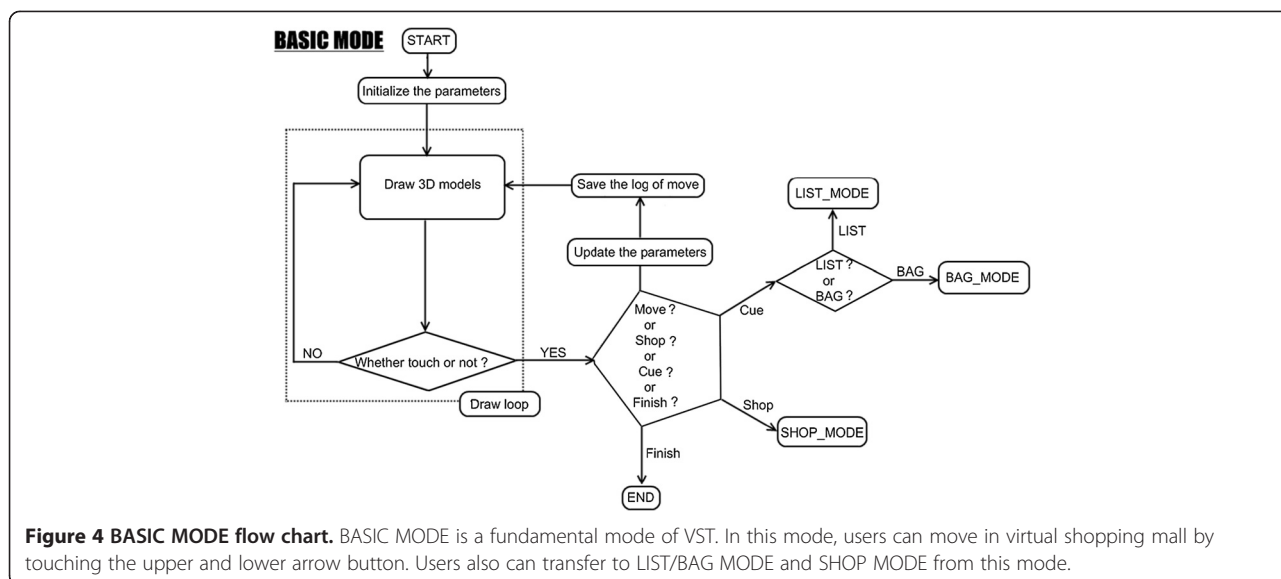 BASIC MODE
START
Initialize the parameters
Draw 3D models
Save the log of move
LIST_MODE
LIST
Update the parameters
LIST ?
or
BAG ?
BAG
BAG_MODE
Move ?
or
Shop ?
or
Cue ?
or
Finish ?
Cue
NO
Whether touch or not ?
YES
Draw loop
Shop
SHOP_MODE
Finish
END
Figure 4 BASIC MODE flow chart. BASIC MODE is a fundamental mode of VST. In this mode, users can move in virtual shopping mall by
touching the upper and lower arrow button. Users also can transfer to LIST/BAG MODE and SHOP MODE from this mode.